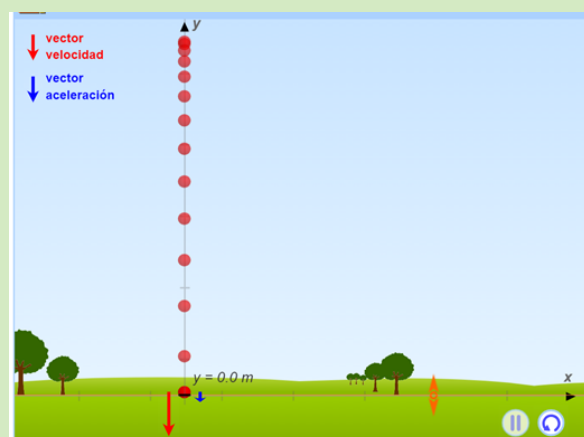 y
vector
velocidad
vector
aceleración
y = 0.0 m
x